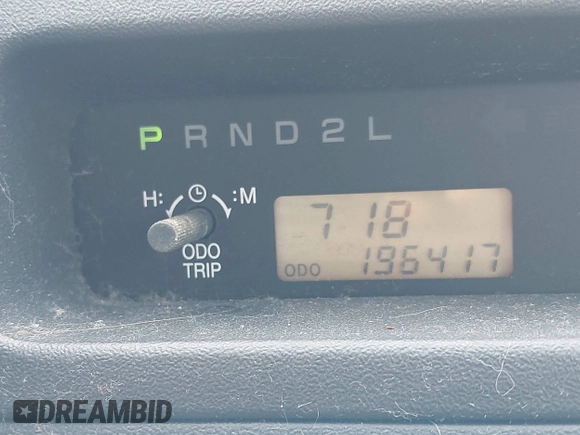 P R N D 2 L
H: :M
ODO
TRIP
7 18
ODO 196417
DREAMBID